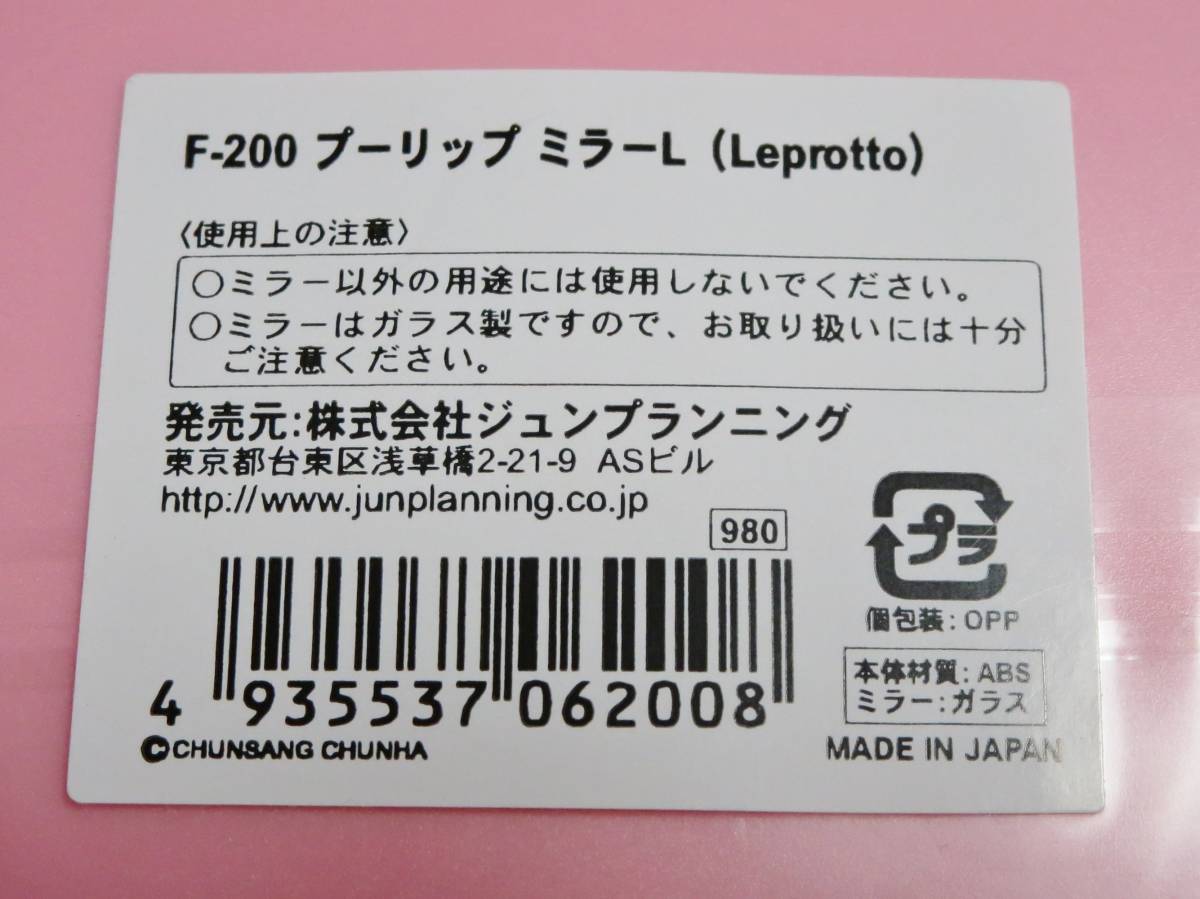 F-200 プーリップ ミラーL (Leprotto)
〈使用上の注意〉
○ミラー以外の用途には使用しないでください。
○ミラーはガラス製ですので、お取り扱いには十分
ご注意ください。
発売元:株式会社ジュンプランニング
東京都台東区浅草橋2-21-9 ASビル
http://www.junplanning.co.jp
980
プラ
個包装:OPP
本体材質:ABS
ミラー:ガラス
4 935537 062008
©CHUNSANG CHUNHA
MADE IN JAPAN